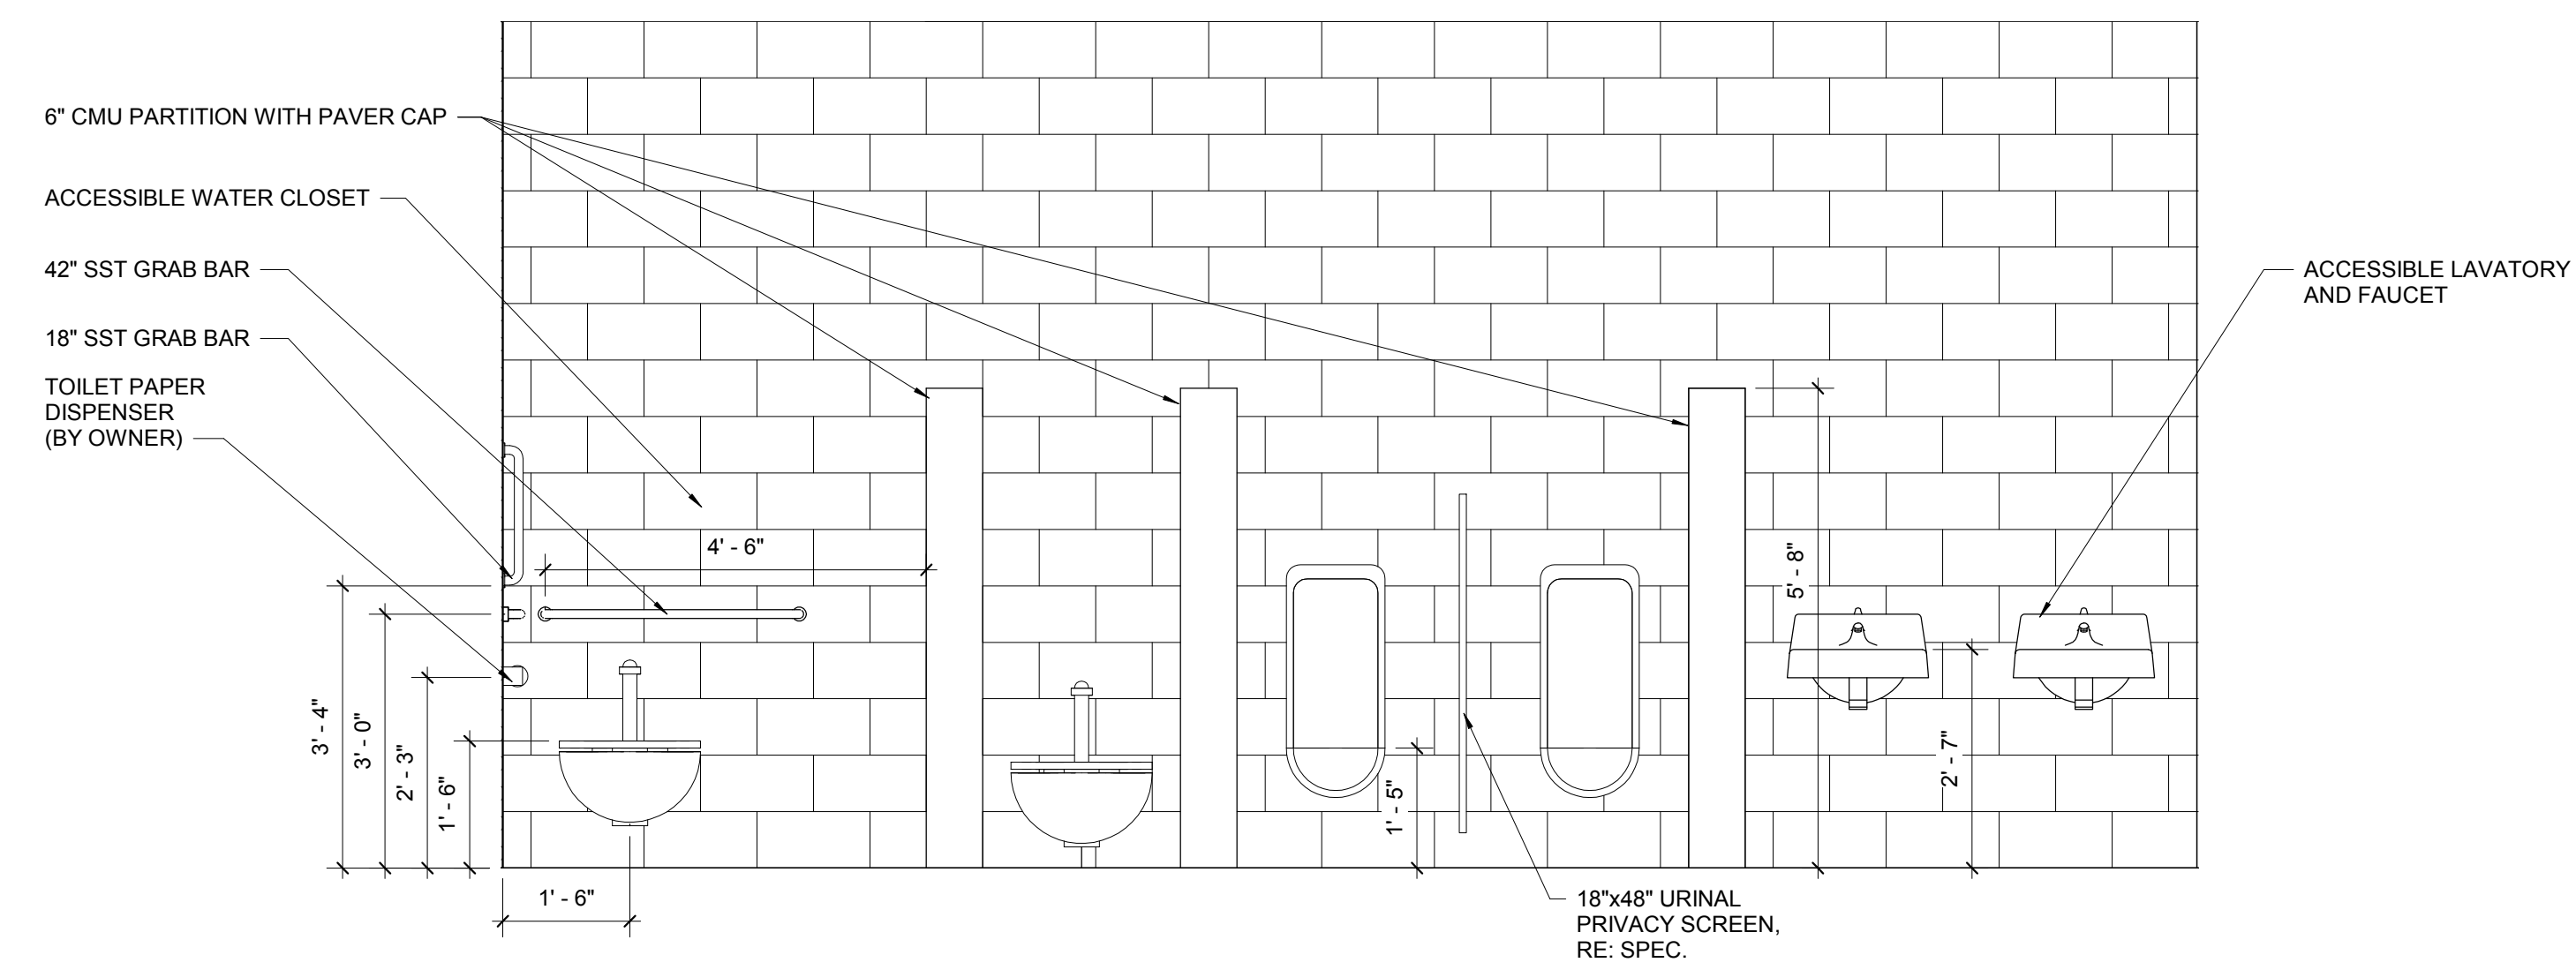 6" CMU PARTITION WITH PAVER CAP
ACCESSIBLE WATER CLOSET
42" SST GRAB BAR
18" SST GRAB BAR
TOILET PAPER
DISPENSER
(BY OWNER)
ACCESSIBLE LAVATORY
AND FAUCET
4' - 6"
5' - 8"
3' - 4"
3' - 0"
2' - 3"
1' - 6"
1' - 5"
2' - 7"
1' - 6"
18"x48" URINAL
PRIVACY SCREEN,
RE: SPEC.